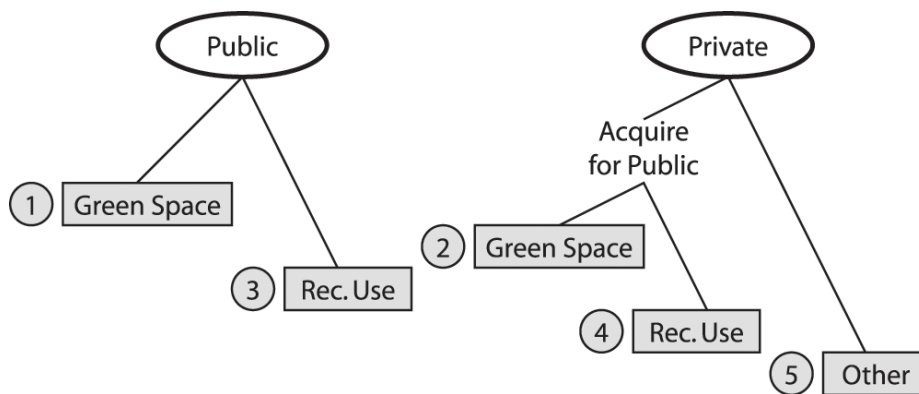 Public
Private
Acquire
for Public
1 Green Space
2 Green Space
3 Rec. Use
4 Rec. Use
5 Other